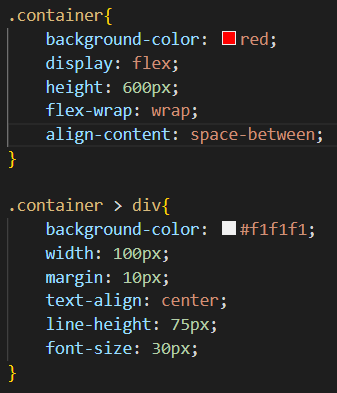 .container{
    background-color: red;
    display: flex;
    height: 600px;
    flex-wrap: wrap;
    align-content: space-between;
}

.container > div{
    background-color: #f1f1f1;
    width: 100px;
    margin: 10px;
    text-align: center;
    line-height: 75px;
    font-size: 30px;
}